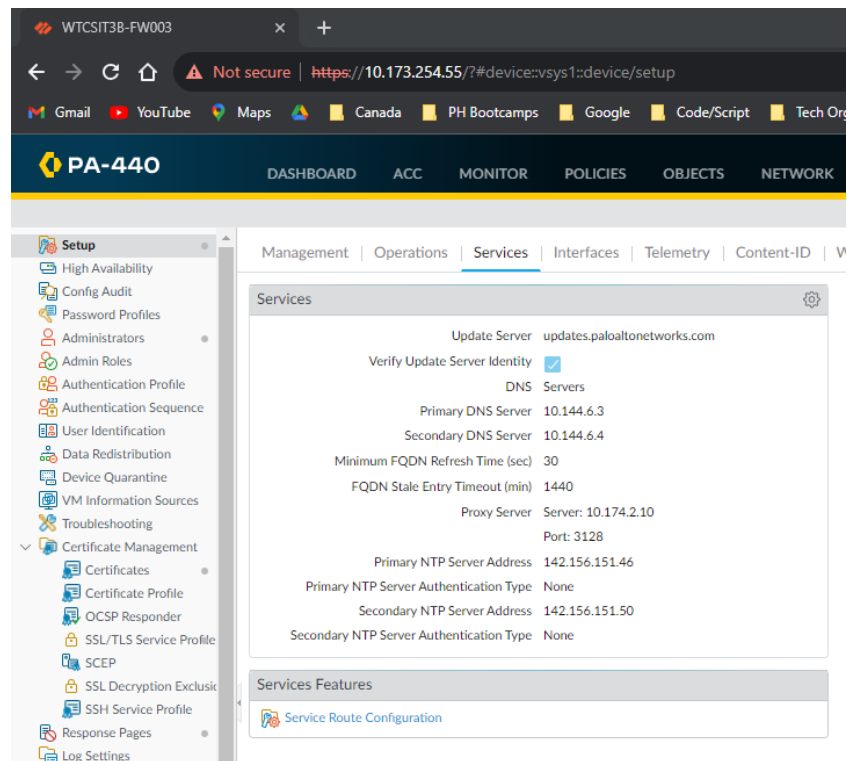 WTCSIT3B-FW003
Not secure https://10.173.254.55/?#device::vsys1::device/setup
Gmail YouTube Maps Canada PH Bootcamps Google Code/Script Tech Org
PA-440 DASHBOARD ACC MONITOR POLICIES OBJECTS NETWORK
Setup
High Availability
Config Audit
Password Profiles
Administrators
Admin Roles
Authentication Profile
Authentication Sequence
User Identification
Data Redistribution
Device Quarantine
VM Information Sources
Troubleshooting
Certificate Management
Certificates
Certificate Profile
OCSP Responder
SSL/TLS Service Profile
SCEP
SSL Decryption Exclusic
SSH Service Profile
Response Pages
Log Settings
Management | Operations | Services | Interfaces | Telemetry | Content-ID | W
Services
Update Server updates.paloaltonetworks.com
Verify Update Server Identity
DNS Servers
Primary DNS Server 10.144.6.3
Secondary DNS Server 10.144.6.4
Minimum FQDN Refresh Time (sec) 30
FQDN Stale Entry Timeout (min) 1440
Proxy Server Server: 10.174.2.10
Port: 3128
Primary NTP Server Address 142.156.151.46
Primary NTP Server Authentication Type None
Secondary NTP Server Address 142.156.151.50
Secondary NTP Server Authentication Type None
Services Features
Service Route Configuration